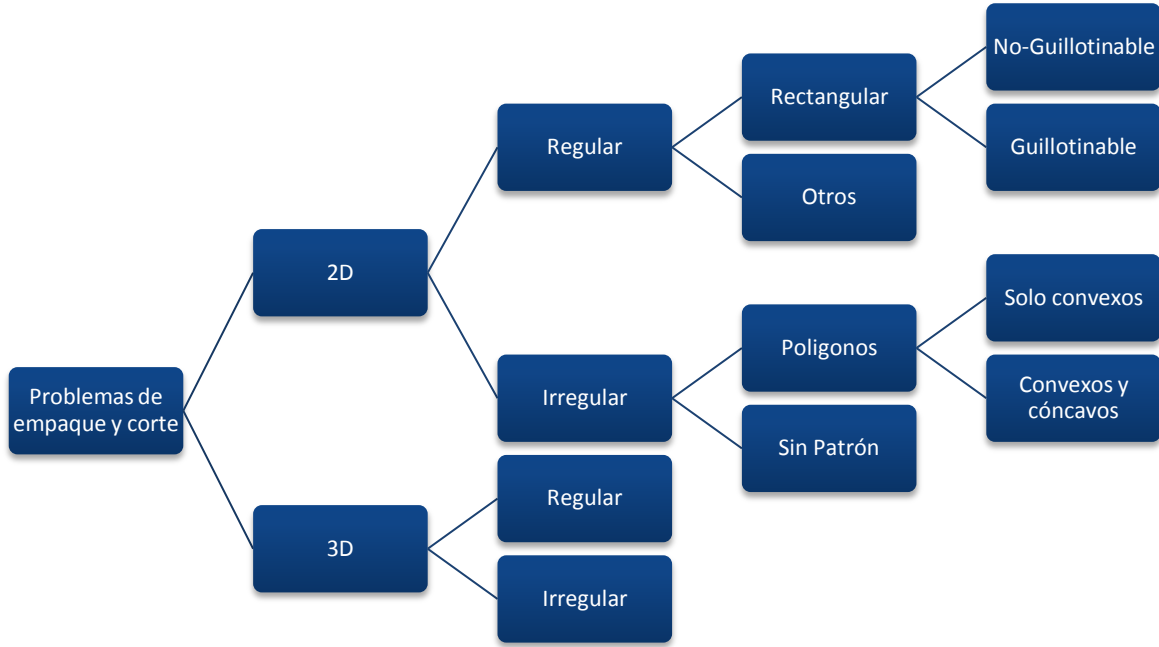 Problemas de
empaque y corte
2D
Regular
Rectangular
No-Guillotinable
Guillotinable
Otros
Irregular
Poligonos
Solo convexos
Convexos y
cóncavos
Sin Patrón
3D
Regular
Irregular